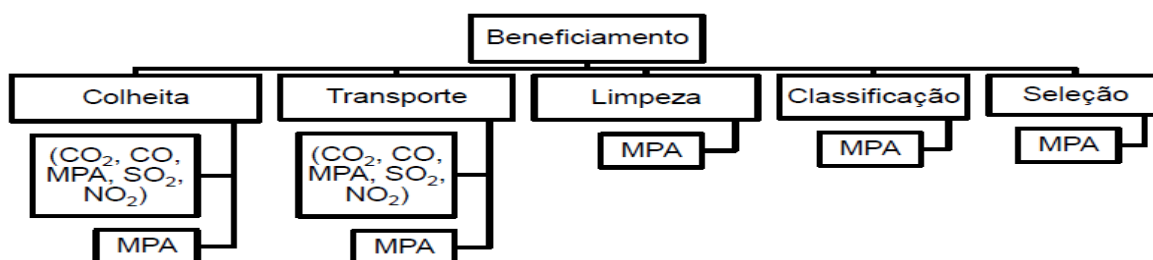 Beneficiamento
Colheita
Transporte
Limpeza
Classificação
Seleção
(CO₂, CO,
MPA, SO₂,
NO₂)
MPA
(CO₂, CO,
MPA, SO₂,
NO₂)
MPA
MPA
MPA
MPA